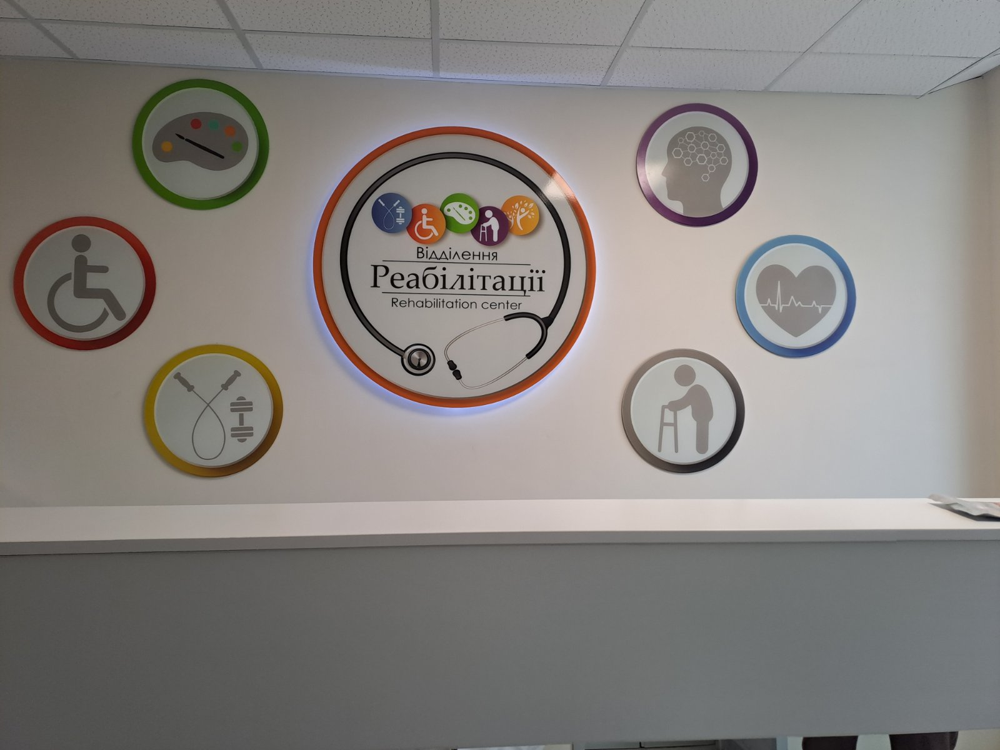 Відділення
Реабілітації
Rehabilitation center